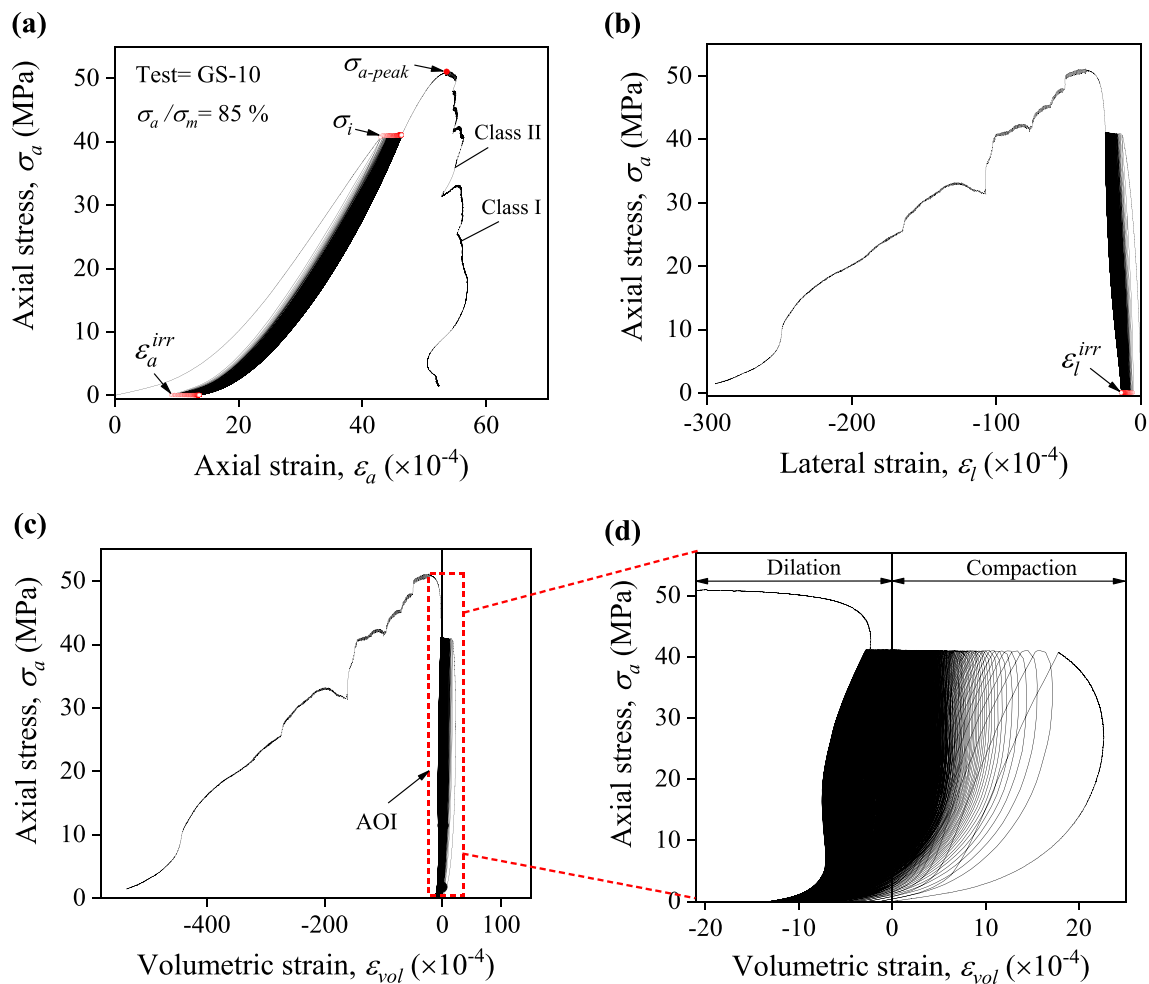 (a)
Test= GS-10
σa /σm= 85 %
σa-peak
σi
Class II
Class I
εa^irr
50
40
30
20
10
0
0 20 40 60
Axial stress, σa (MPa)
Axial strain, εa (×10-4)
(b)
50
40
30
20
10
0
εl^irr
-300 -200 -100 0
Axial stress, σa (MPa)
Lateral strain, εl (×10-4)
(c)
50
40
30
20
10
0
AOI
-400 -200 0
Axial stress, σa (MPa)
Volumetric strain, εvol (×10-4)
(d)
Dilation Compaction
50
40
30
20
10
0
-20 -10 0 10 20
Axial stress, σa (MPa)
Volumetric strain, εvol (×10-4)